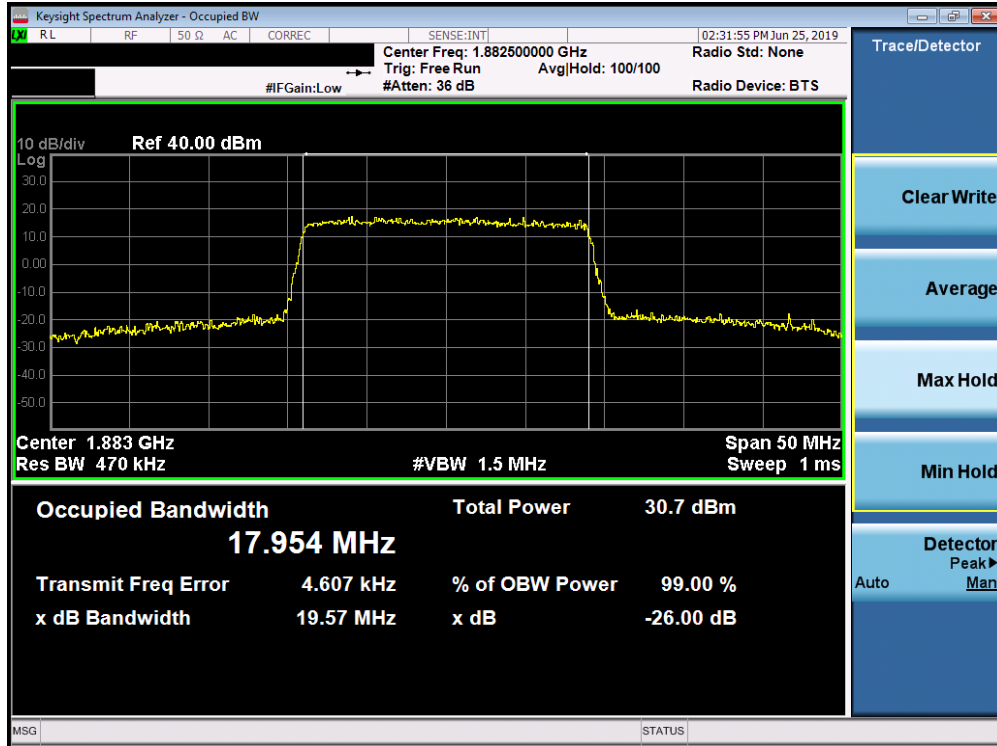 Keysight Spectrum Analyzer - Occupied BW
LXI RL RF 50 Ω AC CORREC SENSE:INT 02:31:55 PM Jun 25, 2019
Center Freq: 1.882500000 GHz Radio Std: None
Trig: Free Run Avg|Hold: 100/100
#IFGain:Low #Atten: 36 dB Radio Device: BTS
10 dB/div Ref 40.00 dBm
Log
30.0
20.0
10.0
0.00
-10.0
-20.0
-30.0
-40.0
-50.0
Center 1.883 GHz Span 50 MHz
Res BW 470 kHz #VBW 1.5 MHz Sweep 1 ms
Occupied Bandwidth Total Power 30.7 dBm
17.954 MHz
Transmit Freq Error 4.607 kHz % of OBW Power 99.00 %
x dB Bandwidth 19.57 MHz x dB -26.00 dB
MSG STATUS
Trace/Detector
Clear Write
Average
Max Hold
Min Hold
Detector
Peak▶
Auto Man